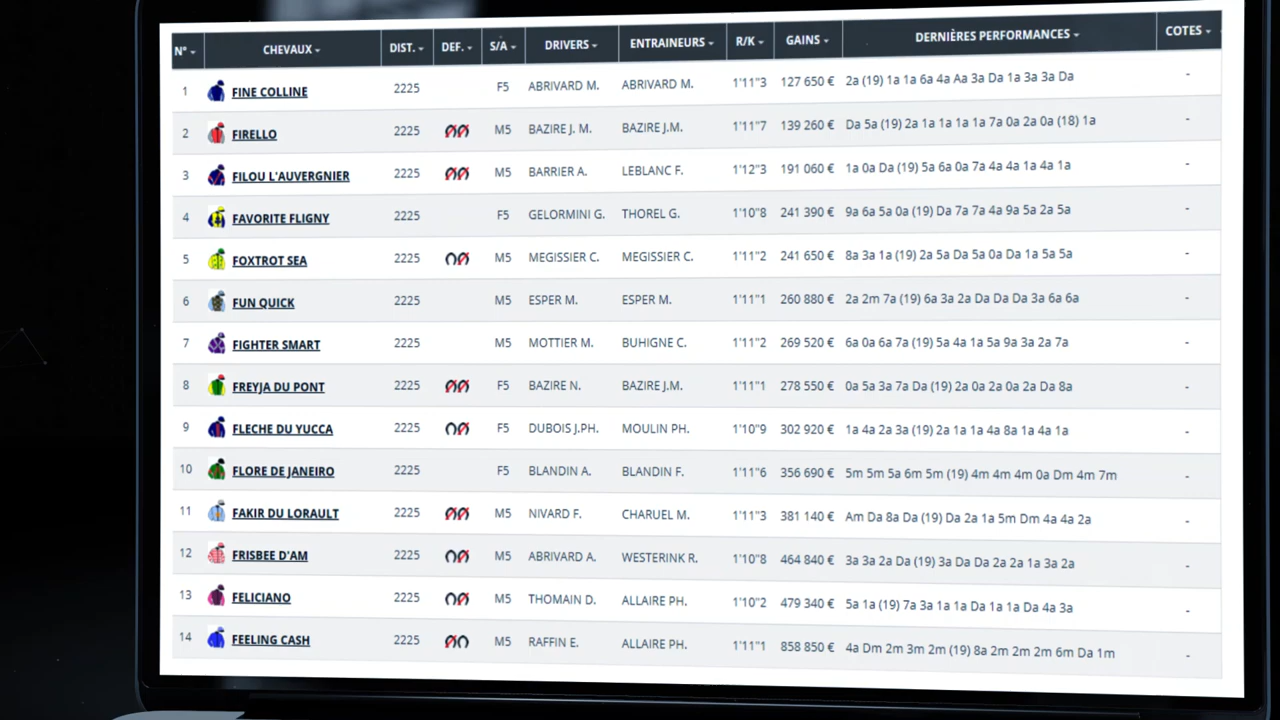 N° CHEVAUX DIST. DEF. S/A DRIVERS ENTRAINEURS R/K GAINS DERNIÈRES PERFORMANCES COTES
1 FINE COLLINE 2225 F5 ABRIVARD M. ABRIVARD M. 1'11"3 127 650 € 2a (19) 1a 1a 6a 4a Aa 3a Da 1a 3a 3a Da -
2 FIRELLO 2225 M5 BAZIRE J. M. BAZIRE J.M. 1'11"7 139 260 € Da 5a (19) 2a 1a 1a 1a 1a 7a 0a 2a 0a (18) 1a -
3 FILOU L'AUVERGNIER 2225 M5 BARRIER A. LEBLANC F. 1'12"3 191 060 € 1a 0a Da (19) 5a 6a 0a 7a 4a 4a 1a 4a 1a -
4 FAVORITE FLIGNY 2225 F5 GELORMINI G. THOREL G. 1'10"8 241 390 € 9a 6a 5a 0a (19) Da 7a 7a 4a 9a 5a 2a 5a -
5 FOXTROT SEA 2225 M5 MEGISSIER C. MEGISSIER C. 1'11"2 241 650 € 8a 3a 1a (19) 2a 5a Da 5a 0a Da 1a 5a 5a -
6 FUN QUICK 2225 M5 ESPER M. ESPER M. 1'11"1 260 880 € 2a 2m 7a (19) 6a 3a 2a Da Da Da 3a 6a 6a -
7 FIGHTER SMART 2225 M5 MOTTIER M. BUHIGNE C. 1'11"2 269 520 € 6a 0a 6a 7a (19) 5a 4a 1a 5a 9a 3a 2a 7a -
8 FREYJA DU PONT 2225 F5 BAZIRE N. BAZIRE J.M. 1'11"1 278 550 € 0a 5a 3a 7a Da (19) 2a 0a 2a 0a 2a Da 8a -
9 FLECHE DU YUCCA 2225 F5 DUBOIS J.PH. MOULIN PH. 1'10"9 302 920 € 1a 4a 2a 3a (19) 2a 1a 1a 4a 8a 1a 4a 1a -
10 FLORE DE JANEIRO 2225 F5 BLANDIN A. BLANDIN F. 1'11"6 356 690 € 5m 5m 5a 6m 5m (19) 4m 4m 4m 0a Dm 4m 7m -
11 FAKIR DU LORAULT 2225 M5 NIVARD F. CHARUEL M. 1'11"3 381 140 € Am Da 8a Da (19) Da 2a 1a 5m Dm 4a 4a 2a -
12 FRISBEE D'AM 2225 M5 ABRIVARD A. WESTERINK R. 1'10"8 464 840 € 3a 3a 2a Da (19) 3a Da Da 2a 2a 1a 3a 2a -
13 FELICIANO 2225 M5 THOMAIN D. ALLAIRE PH. 1'10"2 479 340 € 5a 1a (19) 7a 3a 1a 1a Da 1a 1a Da 4a 3a -
14 FEELING CASH 2225 M5 RAFFIN E. ALLAIRE PH. 1'11"1 858 850 € 4a Dm 2m 3m 2m (19) 8a 2m 2m 2m 6m Da 1m -